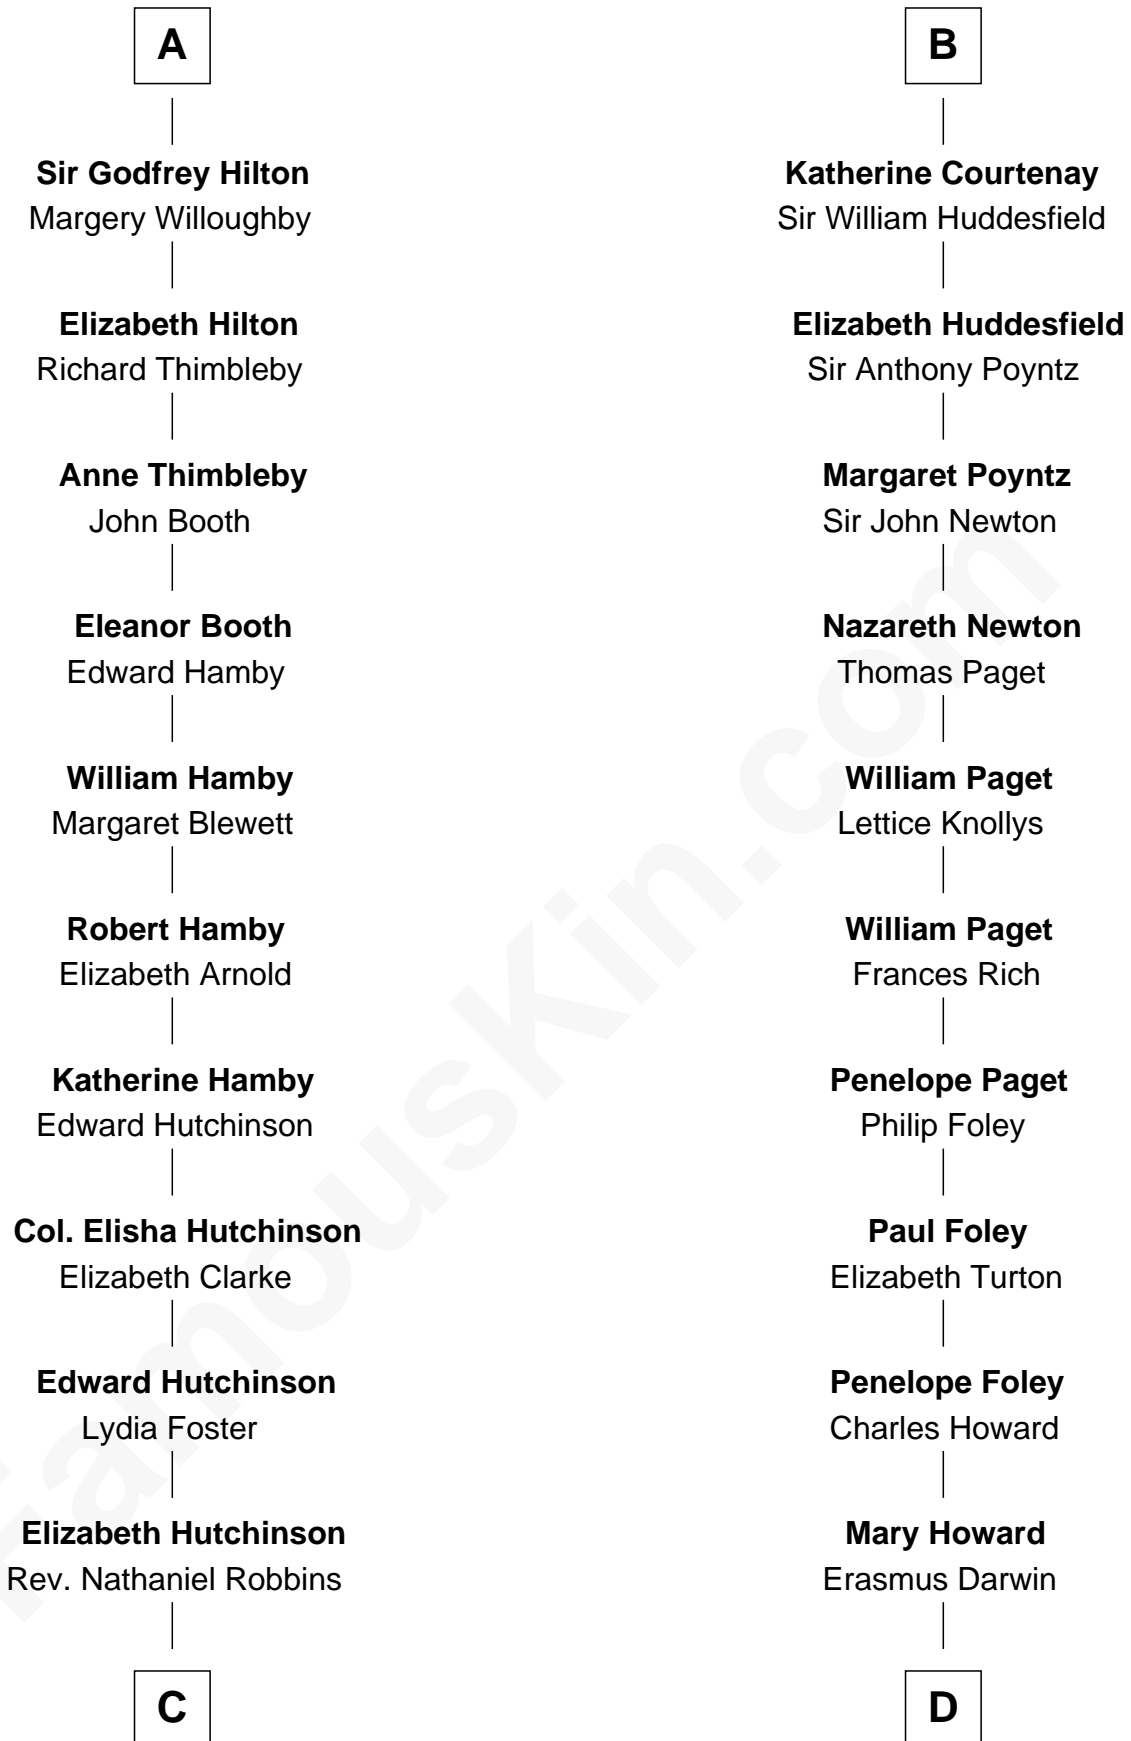 A
Sir Godfrey Hilton
Margery Willoughby
Elizabeth Hilton
Richard Thimbleby
Anne Thimbleby
John Booth
Eleanor Booth
Edward Hamby
William Hamby
Margaret Blewett
Robert Hamby
Elizabeth Arnold
Katherine Hamby
Edward Hutchinson
Col. Elisha Hutchinson
Elizabeth Clarke
Edward Hutchinson
Lydia Foster
Elizabeth Hutchinson
Rev. Nathaniel Robbins
C
B
Katherine Courtenay
Sir William Huddesfield
Elizabeth Huddesfield
Sir Anthony Poyntz
Margaret Poyntz
Sir John Newton
Nazareth Newton
Thomas Paget
William Paget
Lettice Knollys
William Paget
Frances Rich
Penelope Paget
Philip Foley
Paul Foley
Elizabeth Turton
Penelope Foley
Charles Howard
Mary Howard
Erasmus Darwin
D
FamousKin.com